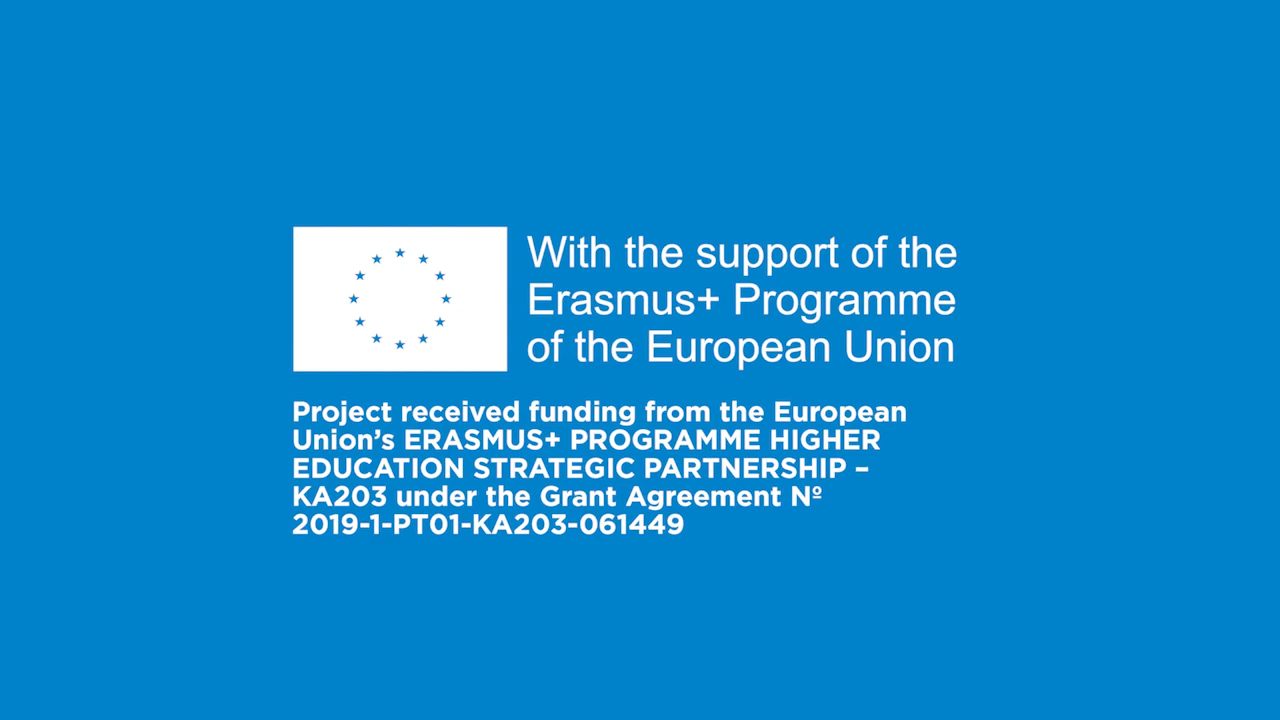 With the support of the
Erasmus+ Programme
of the European Union
Project received funding from the European
Union’s ERASMUS+ PROGRAMME HIGHER
EDUCATION STRATEGIC PARTNERSHIP –
KA203 under the Grant Agreement Nº
2019-1-PT01-KA203-061449